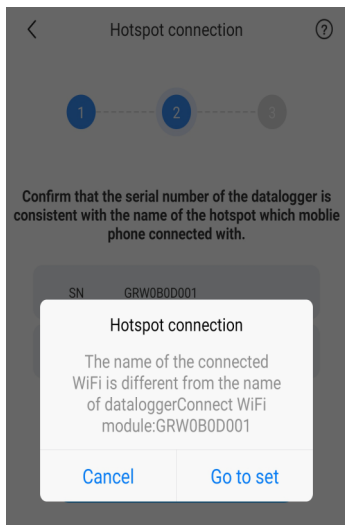 Hotspot connection
?
1
2
3
Confirm that the serial number of the datalogger is
consistent with the name of the hotspot which moblie
phone connected with.
SN GRW0B0D001
Hotspot connection
The name of the connected
WiFi is different from the name
of dataloggerConnect WiFi
module:GRW0B0D001
Cancel Go to set